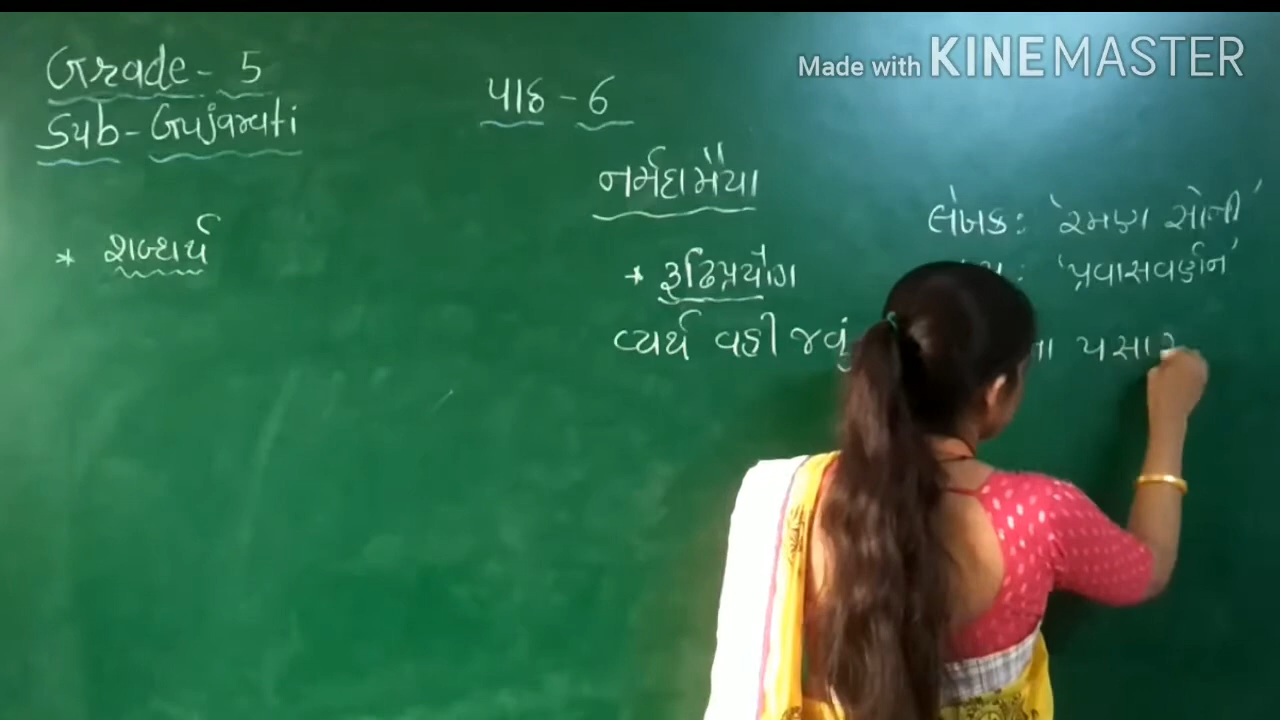 Made with KINEMASTER
Grade - 5
Sub - Gujarati
પાઠ - 6
નર્મદામૈયા
લેખક : 'રમણ સોની'
: 'પ્રવાસવર્ણન'
* શબ્દાર્થ
* રૂઢિપ્રયોગ
વ્યર્થ વહી જવું પસાર